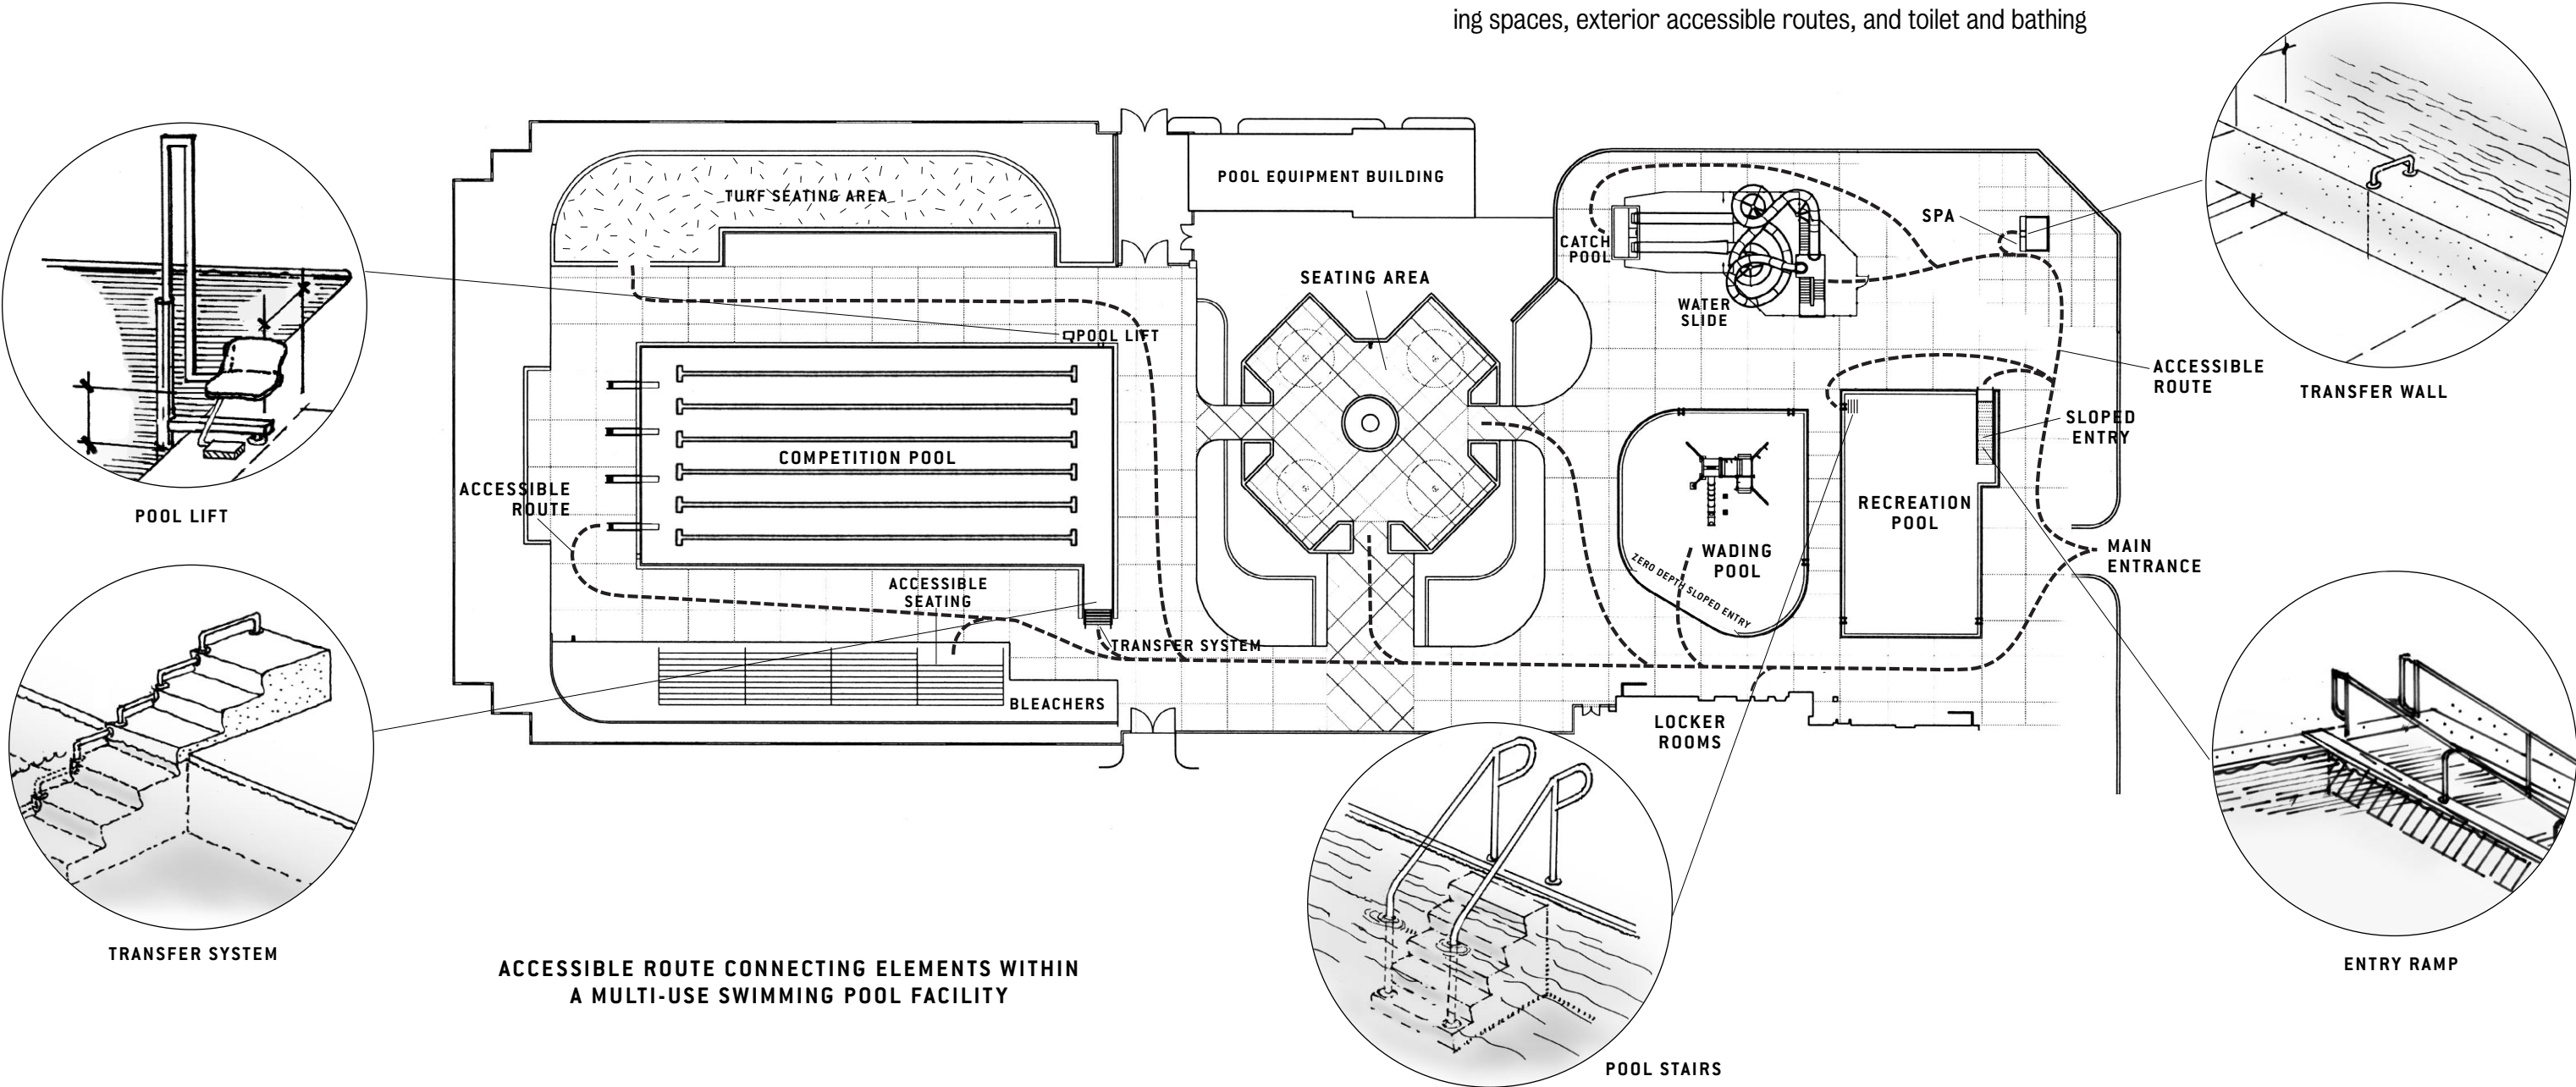 ing spaces, exterior accessible routes, and toilet and bathing
POOL LIFT
TRANSFER SYSTEM
TURF SEATING AREA
POOL EQUIPMENT BUILDING
SEATING AREA
POOL LIFT
COMPETITION POOL
ACCESSIBLE
ROUTE
ACCESSIBLE
SEATING
TRANSFER SYSTEM
BLEACHERS
CATCH
POOL
WATER
SLIDE
SPA
ACCESSIBLE
ROUTE
SLOPED
ENTRY
RECREATION
POOL
WADING
POOL
ZERO DEPTH SLOPED ENTRY
MAIN
ENTRANCE
LOCKER
ROOMS
TRANSFER WALL
ENTRY RAMP
POOL STAIRS
ACCESSIBLE ROUTE CONNECTING ELEMENTS WITHIN
A MULTI-USE SWIMMING POOL FACILITY